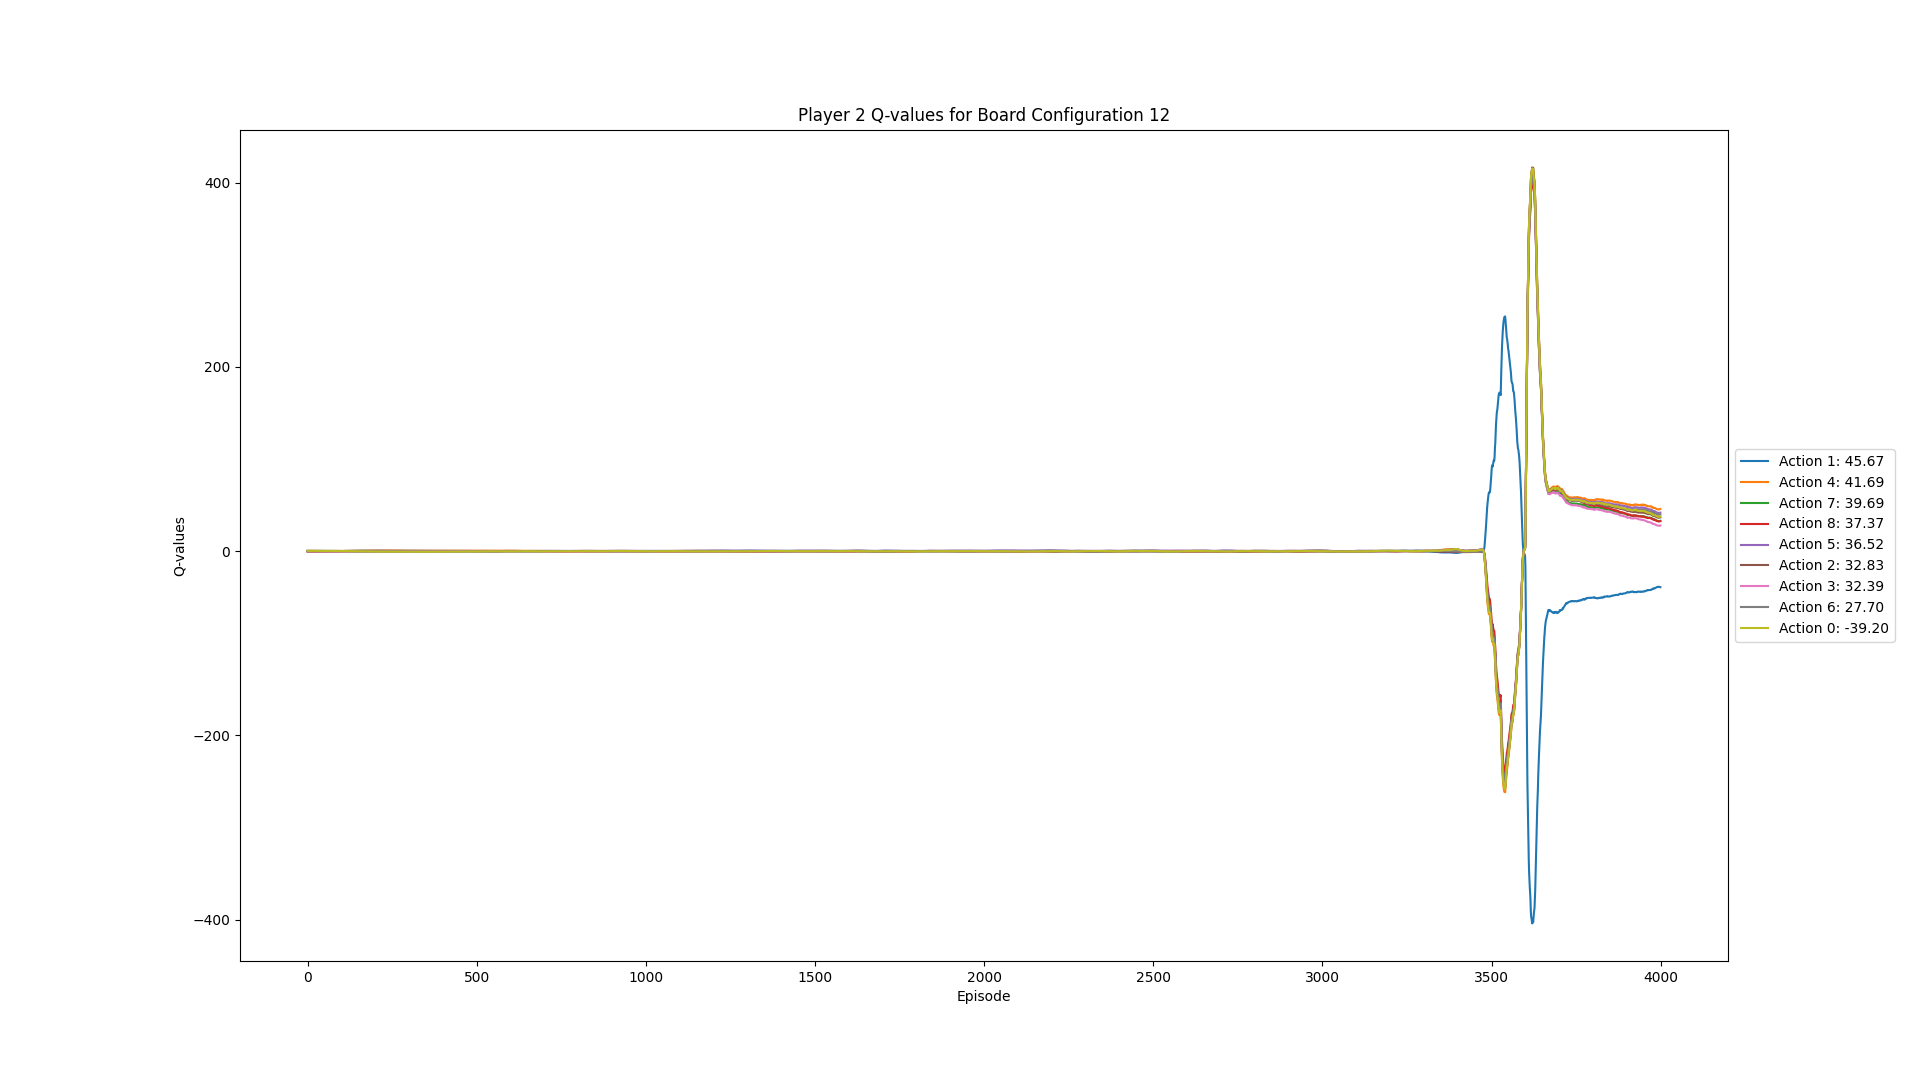 Player 2 Q-values for Board Configuration 12
400
200
0
−200
−400
Q-values
0
500
1000
1500
2000
2500
3000
3500
4000
Episode
Action 1: 45.67
Action 4: 41.69
Action 7: 39.69
Action 8: 37.37
Action 5: 36.52
Action 2: 32.83
Action 3: 32.39
Action 6: 27.70
Action 0: -39.20